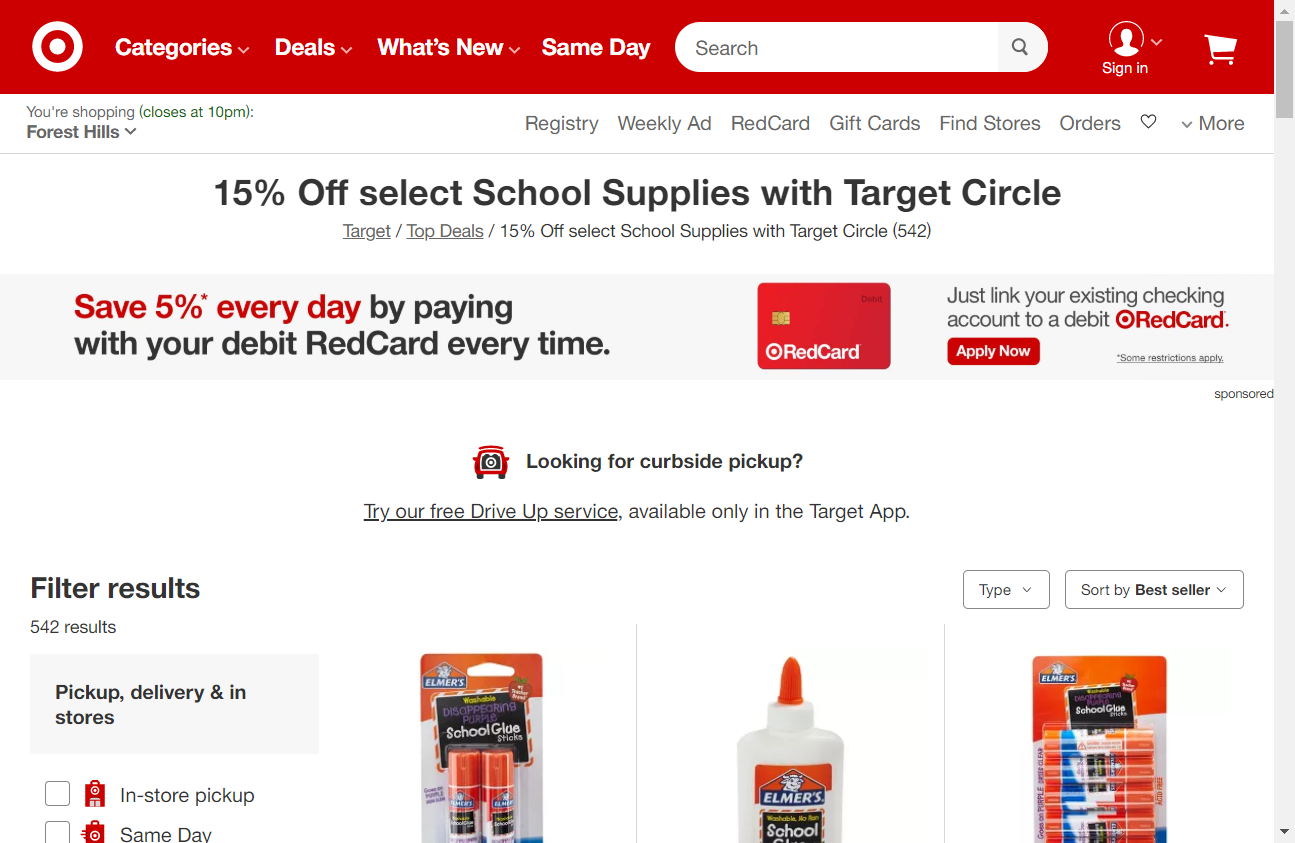 Categories
Deals
What's New
Same Day
Search
Sign in
You're shopping (closes at 10pm):
Forest Hills
Registry
Weekly Ad
RedCard
Gift Cards
Find Stores
Orders
More
15% Off select School Supplies with Target Circle
Target / Top Deals / 15% Off select School Supplies with Target Circle (542)
Save 5%* every day by paying
with your debit RedCard every time.
Debit
RedCard
Just link your existing checking
account to a debit RedCard.
Apply Now
*Some restrictions apply.
sponsored
Looking for curbside pickup?
Try our free Drive Up service, available only in the Target App.
Filter results
542 results
Type
Sort by Best seller
Pickup, delivery & in
stores
In-store pickup
Same Day
ELMER'S
Washable
DISAPPEARING
PURPLE
School Glue
Sticks
ELMER'S
Washable, No Run
School
Glue
ELMER'S
Washable
DISAPPEARING
PURPLE
School Glue
Sticks